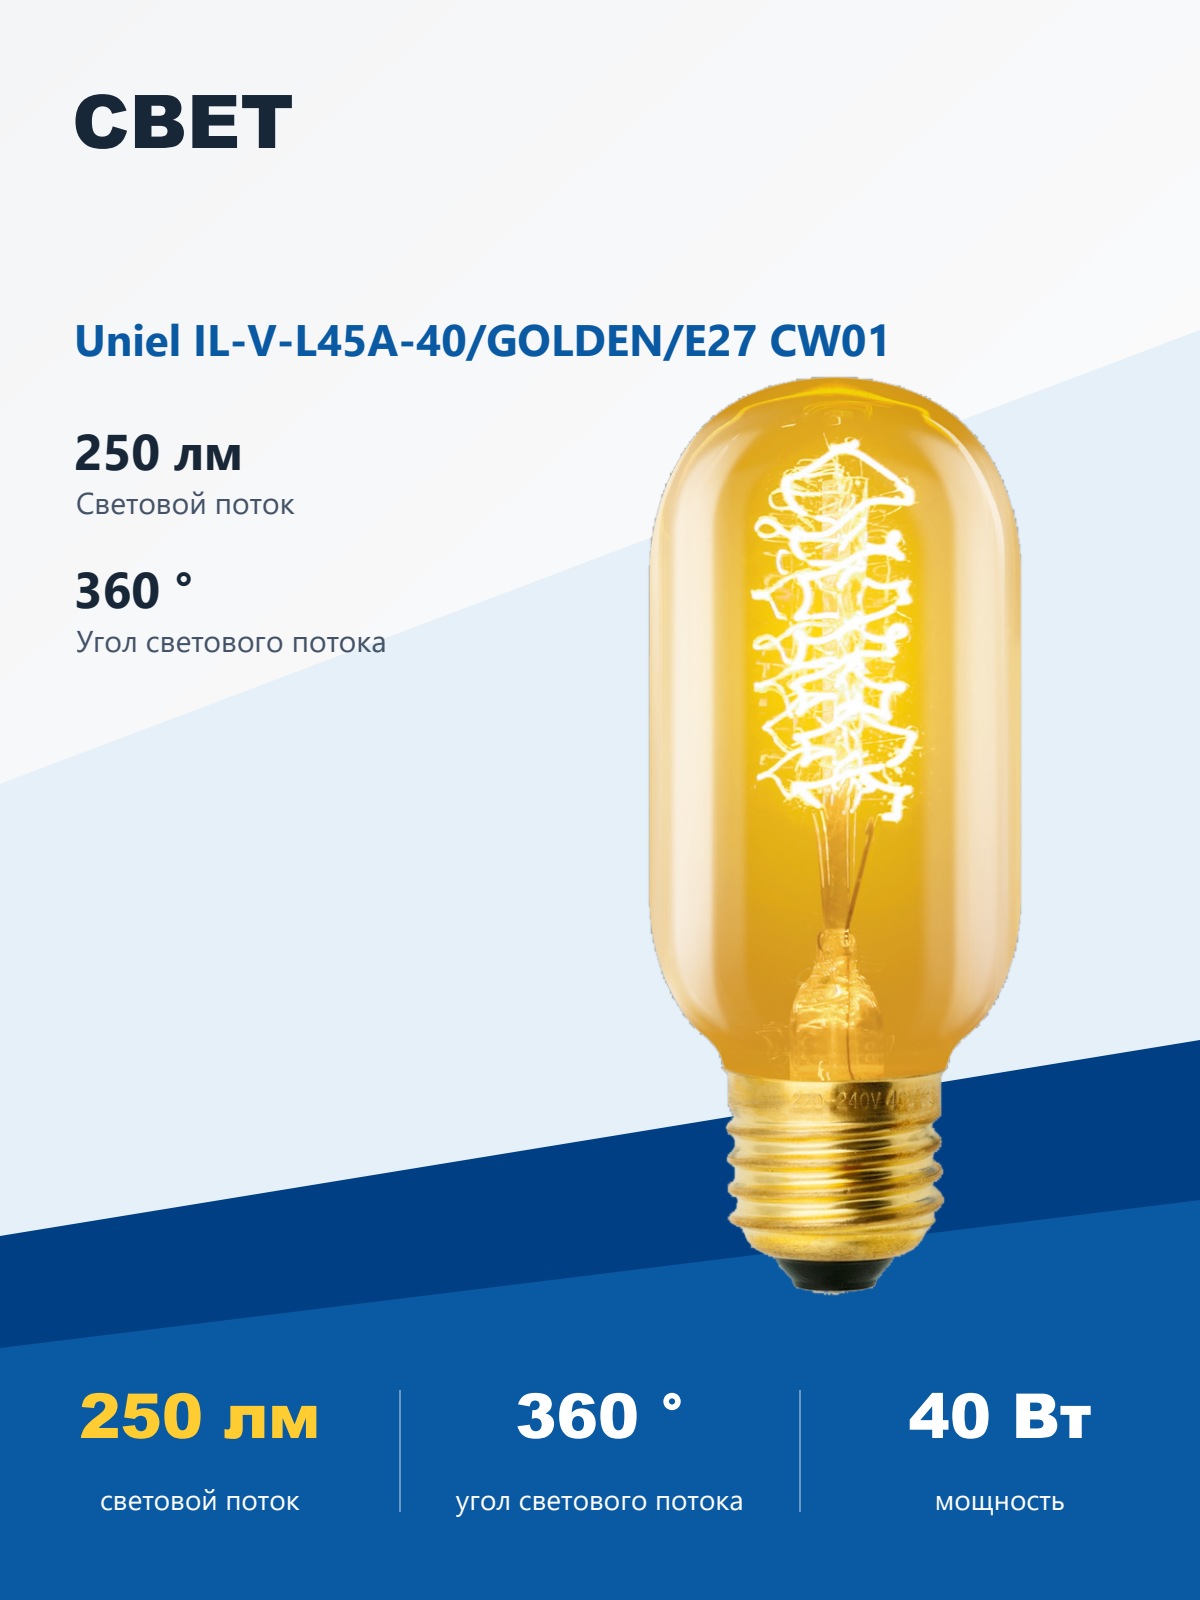 СВЕТ
Uniel IL-V-L45A-40/GOLDEN/E27 CW01
250 лм
Световой поток
360 °
Угол светового потока
240V
250 лм
360 °
40 Вт
световой поток
угол светового потока
мощность